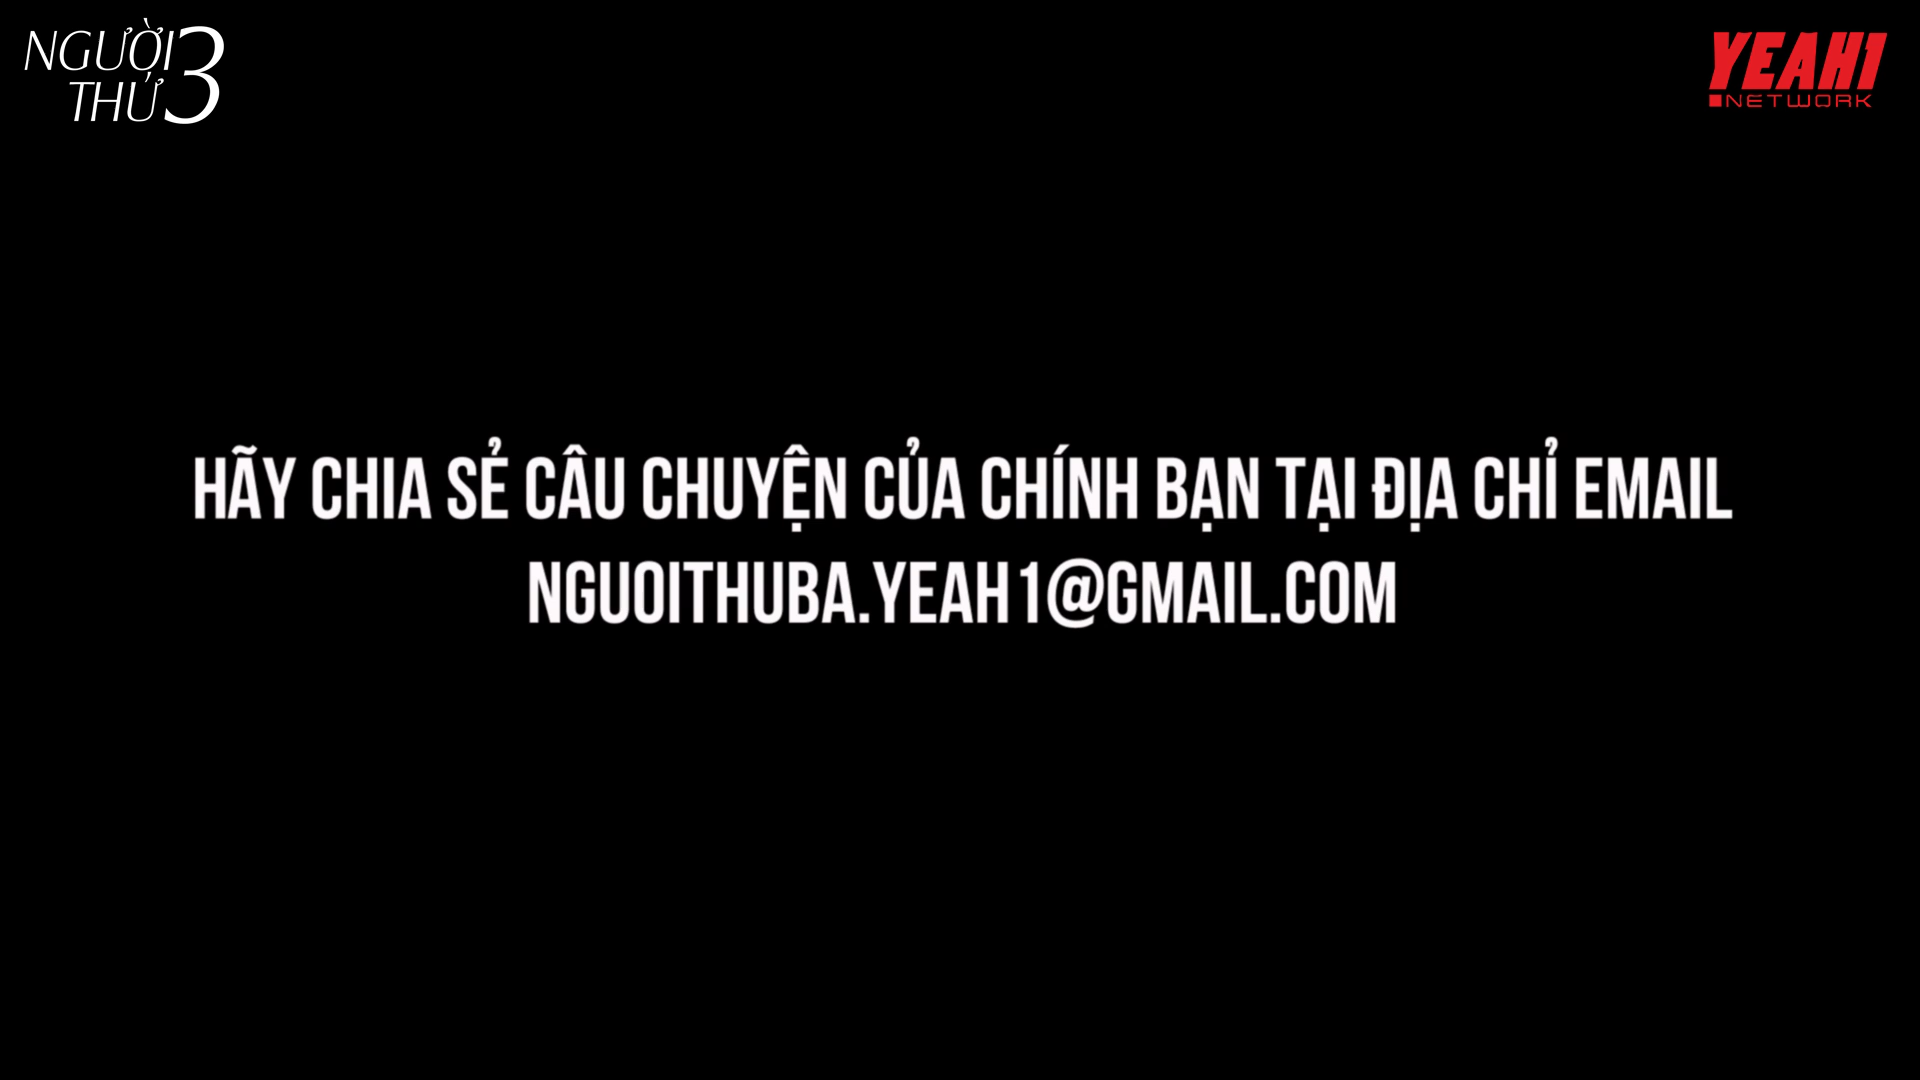 NGƯỜI
THỨ 3
YEAH1
NETWORK
HÃY CHIA SẺ CÂU CHUYỆN CỦA CHÍNH BẠN TẠI ĐỊA CHỈ EMAIL
NGUOITHUBA.YEAH1@GMAIL.COM